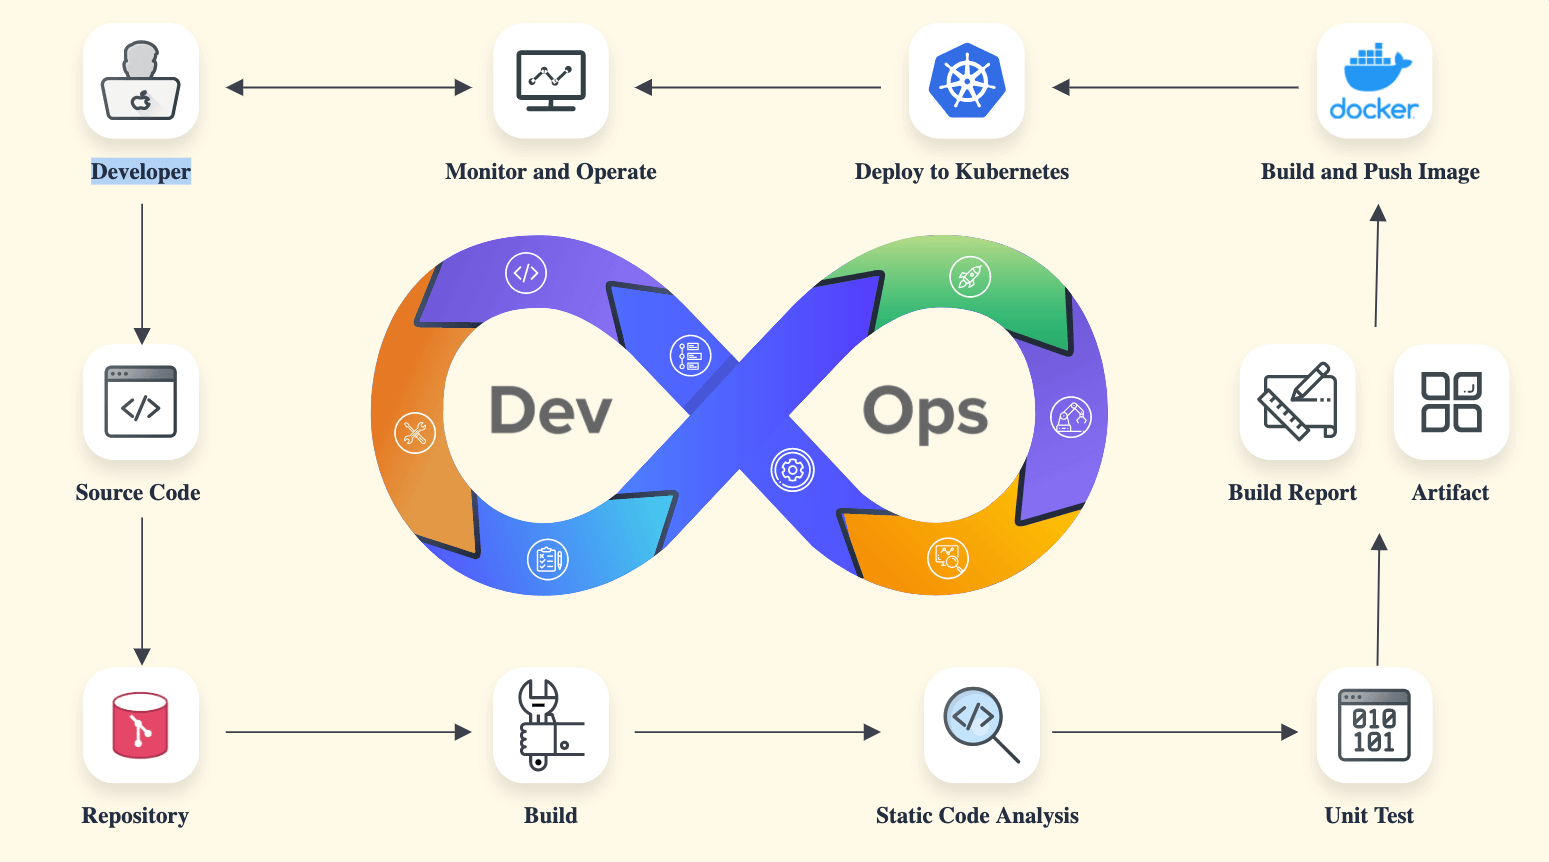 docker
Developer
Monitor and Operate
Deploy to Kubernetes
Build and Push Image
Dev
Ops
Source Code
Build Report
Artifact
010
101
Repository
Build
Static Code Analysis
Unit Test